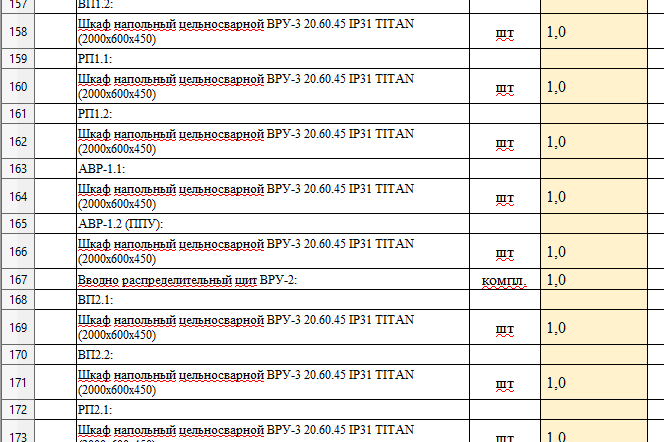 157 ВП1.2:
158 Шкаф напольный цельносварной ВРУ-3 20.60.45 IP31 TITAN
(2000х600х450) шт 1,0
159 РП1.1:
160 Шкаф напольный цельносварной ВРУ-3 20.60.45 IP31 TITAN
(2000х600х450) шт 1,0
161 РП1.2:
162 Шкаф напольный цельносварной ВРУ-3 20.60.45 IP31 TITAN
(2000х600х450) шт 1,0
163 АВР-1.1:
164 Шкаф напольный цельносварной ВРУ-3 20.60.45 IP31 TITAN
(2000х600х450) шт 1,0
165 АВР-1.2 (ППУ):
166 Шкаф напольный цельносварной ВРУ-3 20.60.45 IP31 TITAN
(2000х600х450) шт 1,0
167 Вводно распределительный щит ВРУ-2: компл. 1,0
168 ВП2.1:
169 Шкаф напольный цельносварной ВРУ-3 20.60.45 IP31 TITAN
(2000х600х450) шт 1,0
170 ВП2.2:
171 Шкаф напольный цельносварной ВРУ-3 20.60.45 IP31 TITAN
(2000х600х450) шт 1,0
172 РП2.1:
173 Шкаф напольный цельносварной ВРУ-3 20.60.45 IP31 TITAN
шт 1,0